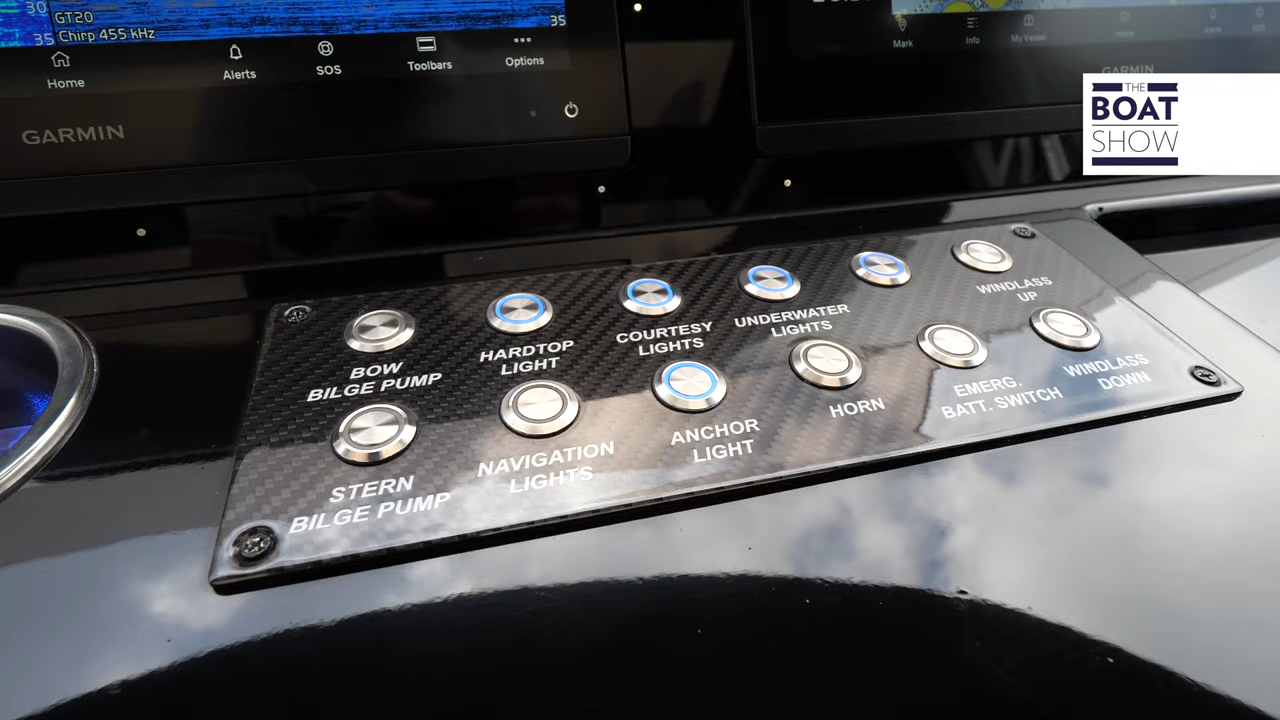 30
GT20
35
35
Chirp 455 kHz
Home
Alerts
SOS
Toolbars
Options
GARMIN
Mark
Info
My Vessel
Home
GARMIN
THE
BOAT
SHOW
BOW
BILGE PUMP
HARDTOP
LIGHT
COURTESY
LIGHTS
UNDERWATER
LIGHTS
WINDLASS
UP
STERN
BILGE PUMP
NAVIGATION
LIGHTS
ANCHOR
LIGHT
HORN
EMERG.
BATT. SWITCH
WINDLASS
DOWN